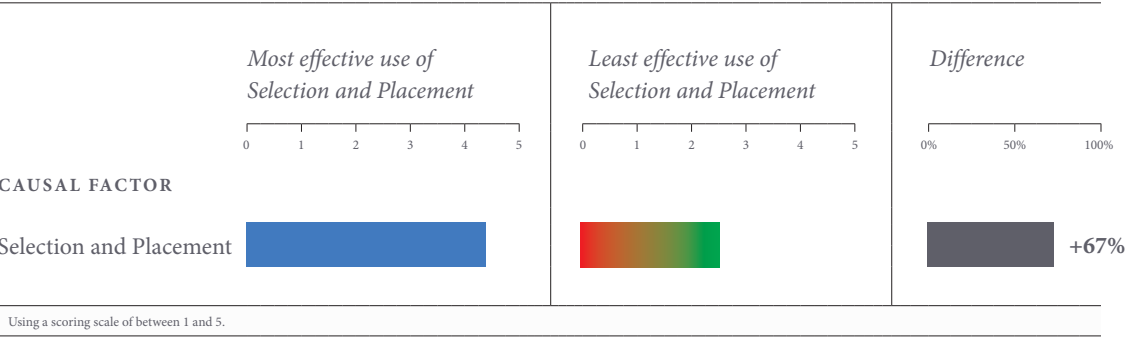 Most effective use of
Selection and Placement
Least effective use of
Selection and Placement
Difference
0 1 2 3 4 5
0 1 2 3 4 5
0% 50% 100%
CAUSAL FACTOR
Selection and Placement
+67%
Using a scoring scale of between 1 and 5.